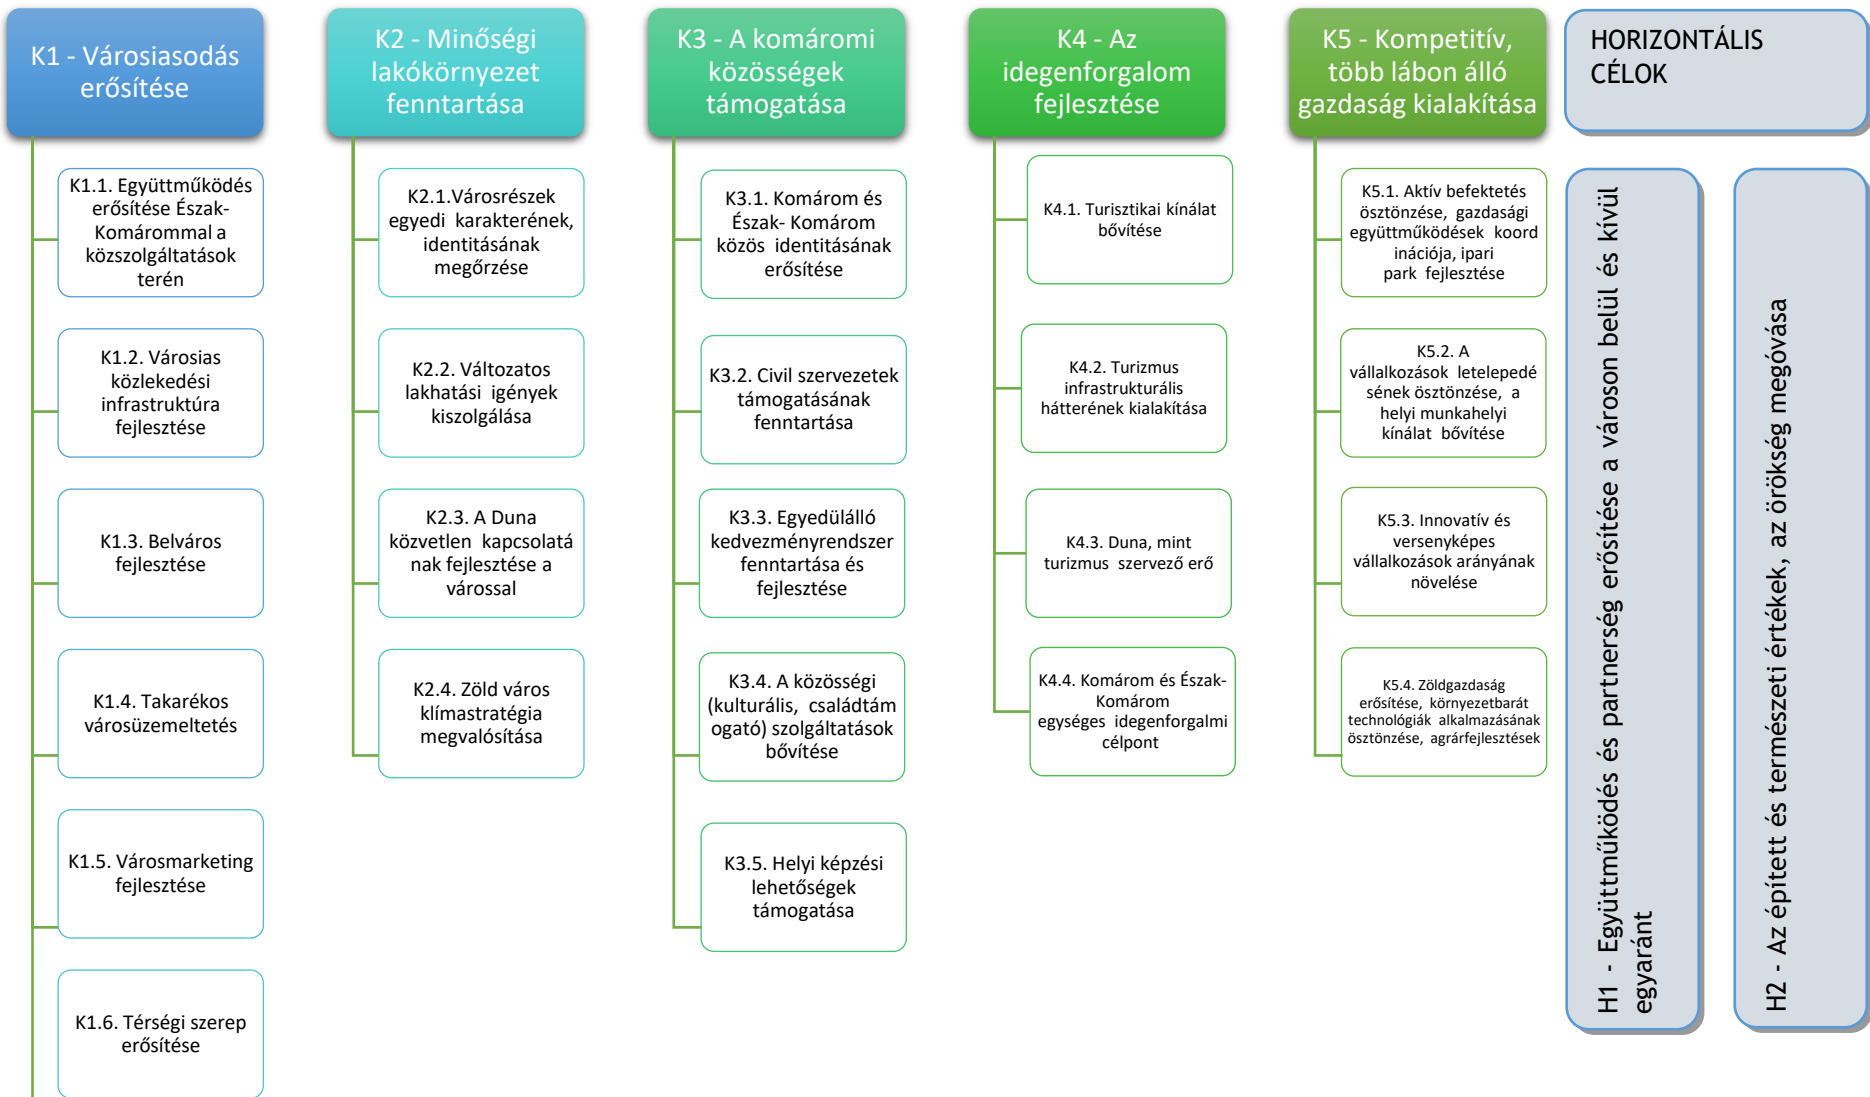 K1 - Városiasodás
erősítése
K1.1. Együttműködés
erősítése Észak-
Komárommal a
közszolgáltatások
terén
K1.2. Városias
közlekedési
infrastruktúra
fejlesztése
K1.3. Belváros
fejlesztése
K1.4. Takarékos
városüzemeltetés
K1.5. Városmarketing
fejlesztése
K1.6. Térségi szerep
erősítése
K2 - Minőségi
lakókörnyezet
fenntartása
K2.1.Városrészek
egyedi karakterének,
identitásának
megőrzése
K2.2. Változatos
lakhatási igények
kiszolgálása
K2.3. A Duna
közvetlen kapcsolatá
nak fejlesztése a
várossal
K2.4. Zöld város
klímastratégia
megvalósítása
K3 - A komáromi
közösségek
támogatása
K3.1. Komárom és
Észak- Komárom
közös identitásának
erősítése
K3.2. Civil szervezetek
támogatásának
fenntartása
K3.3. Egyedülálló
kedvezményrendszer
fenntartása és
fejlesztése
K3.4. A közösségi
(kulturális, családtám
ogató) szolgáltatások
bővítése
K3.5. Helyi képzési
lehetőségek
támogatása
K4 - Az
idegenforgalom
fejlesztése
K4.1. Turisztikai kínálat
bővítése
K4.2. Turizmus
infrastrukturális
hátterének kialakítása
K4.3. Duna, mint
turizmus szervező erő
K4.4. Komárom és Észak-
Komárom
egységes idegenforgalmi
célpont
K5 - Kompetitív,
több lábon álló
gazdaság kialakítása
K5.1. Aktív befektetés
ösztönzése, gazdasági
együttműködések koord
inációja, ipari
park fejlesztése
K5.2. A
vállalkozások letelepedé
sének ösztönzése, a
helyi munkahelyi
kínálat bővítése
K5.3. Innovatív és
versenyképes
vállalkozások arányának
növelése
K5.4. Zöldgazdaság
erősítése, környezetbarát
technológiák alkalmazásának
ösztönzése, agrárfejlesztések
HORIZONTÁLIS
CÉLOK
H1 - Együttműködés és partnerség erősítése a városon belül és kívül
egyaránt
H2 - Az épített és természeti értékek, az örökség megóvása